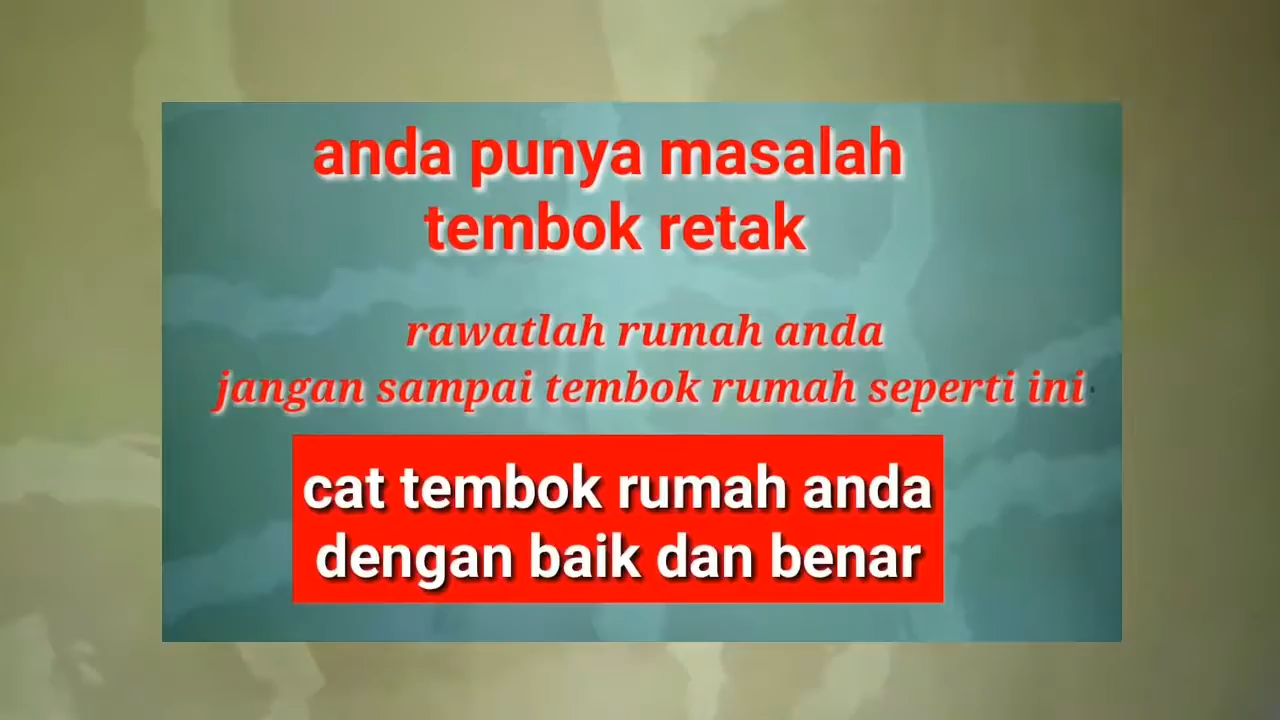 anda punya masalah
tembok retak
rawatlah rumah anda
jangan sampai tembok rumah seperti ini
cat tembok rumah anda
dengan baik dan benar